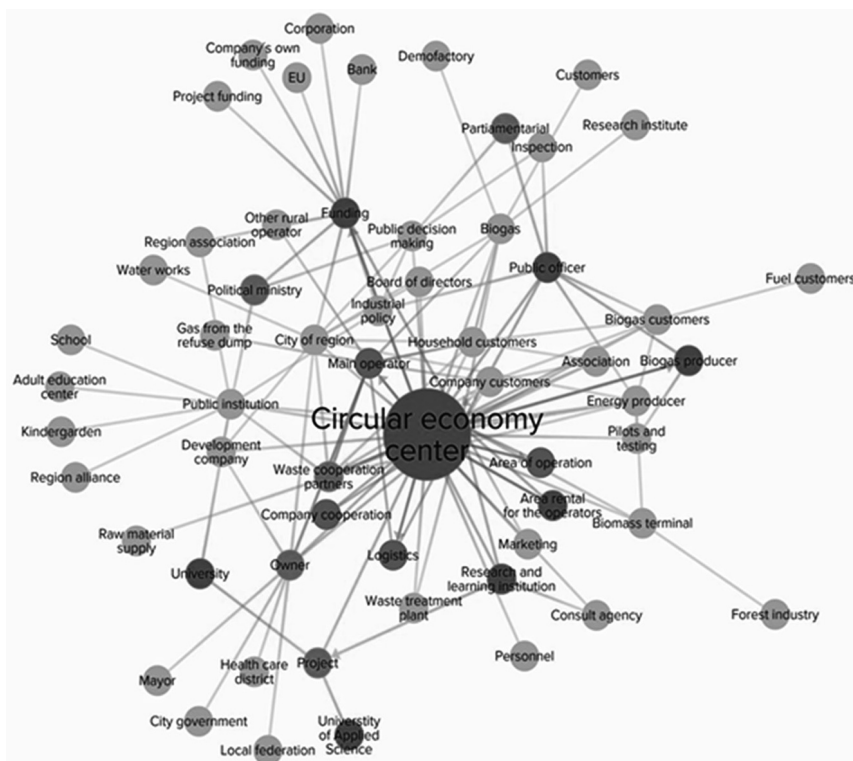 Corporation
Company's own
funding
EU
Bank
Demofactory
Customers
Project funding
Partiamentarial
Research institute
Inspection
Funding
Other rural
operator
Public decision
making
Biogas
Region association
Water works
Political ministry
Board of directors
Public officer
Fuel customers
Industrial
policy
Biogas customers
School
Gas from the
refuse dump
City of region
Household customers
Main operator
Association
Biogas producer
Adult education
center
Company customers
Public institution
Energy producer
Circular economy
center
Kindergarden
Pilots and
testing
Development
company
Region alliance
Waste cooperation
partners
Area of operation
Area rental
for the operators
Company cooperation
Biomass terminal
Raw material
supply
Marketing
Logistics
University
Owner
Research and
learning institution
Waste treatment
plant
Consult agency
Forest industry
Personnel
Project
Health care
district
Mayor
City government
Universtity
of Applied
Science
Local federation